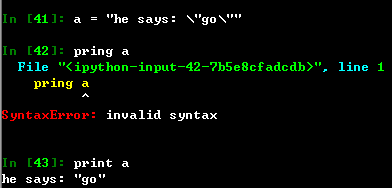 In [41]: a = "he says: \"go\""
In [42]: pring a
File "<ipython-input-42-7b5e8cfadcdb>", line 1
pring a
^
SyntaxError: invalid syntax
In [43]: print a
he says: "go"